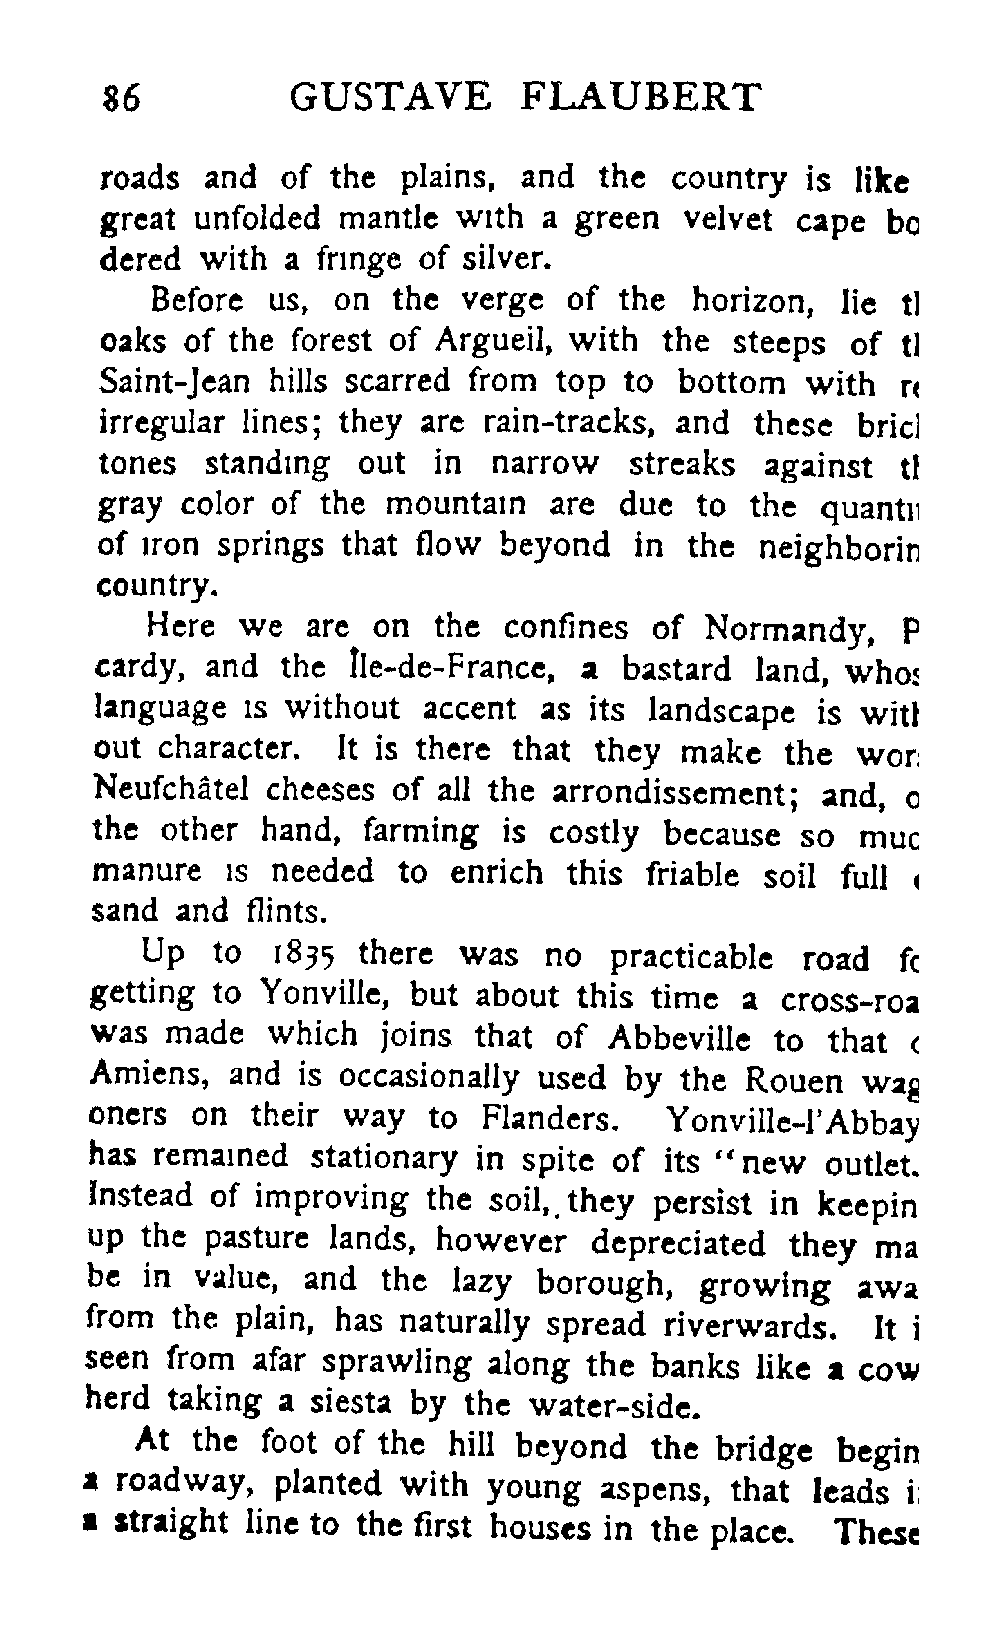 86 GUSTAVE FLAUBERT
roads and of the plains, and the country is like
great unfolded mantle with a green velvet cape bo
dered with a fringe of silver.
Before us, on the verge of the horizon, lie
oaks of the forest of Argueil, with the steeps of
Saint-Jean hills scarred from top to bottom with
irregular lines; they are rain-tracks, and these
tones standing out in narrow streaks against
gray color of the mountain are due to the
of iron springs that flow beyond in the neighborin
country.
Here we are on the confines of Normandy, P
cardy, and the Île-de-France, a bastard land, whos
language is without accent as its landscape is
out character. It is there that they make the wor
Neufchâtel cheeses of all the arrondissement; and, o
the other hand, farming is costly because so muc
manure is needed to enrich this friable soil full
sand and flints.
Up to 1835 there was no practicable road fo
getting to Yonville, but about this time a cross-roa
was made which joins that of Abbeville to that
Amiens, and is occasionally used by the Rouen wag
oners on their way to Flanders. Yonville-l'Abbay
has remained stationary in spite of its "new outlet.
Instead of improving the soil, they persist in keepin
up the pasture lands, however depreciated they ma
be in value, and the lazy borough, growing awa
from the plain, has naturally spread riverwards. It i
seen from afar sprawling along the banks like a cow
herd taking a siesta by the water-side.
At the foot of the hill beyond the bridge begin
a roadway, planted with young aspens, that leads i
a straight line to the first houses in the place. These